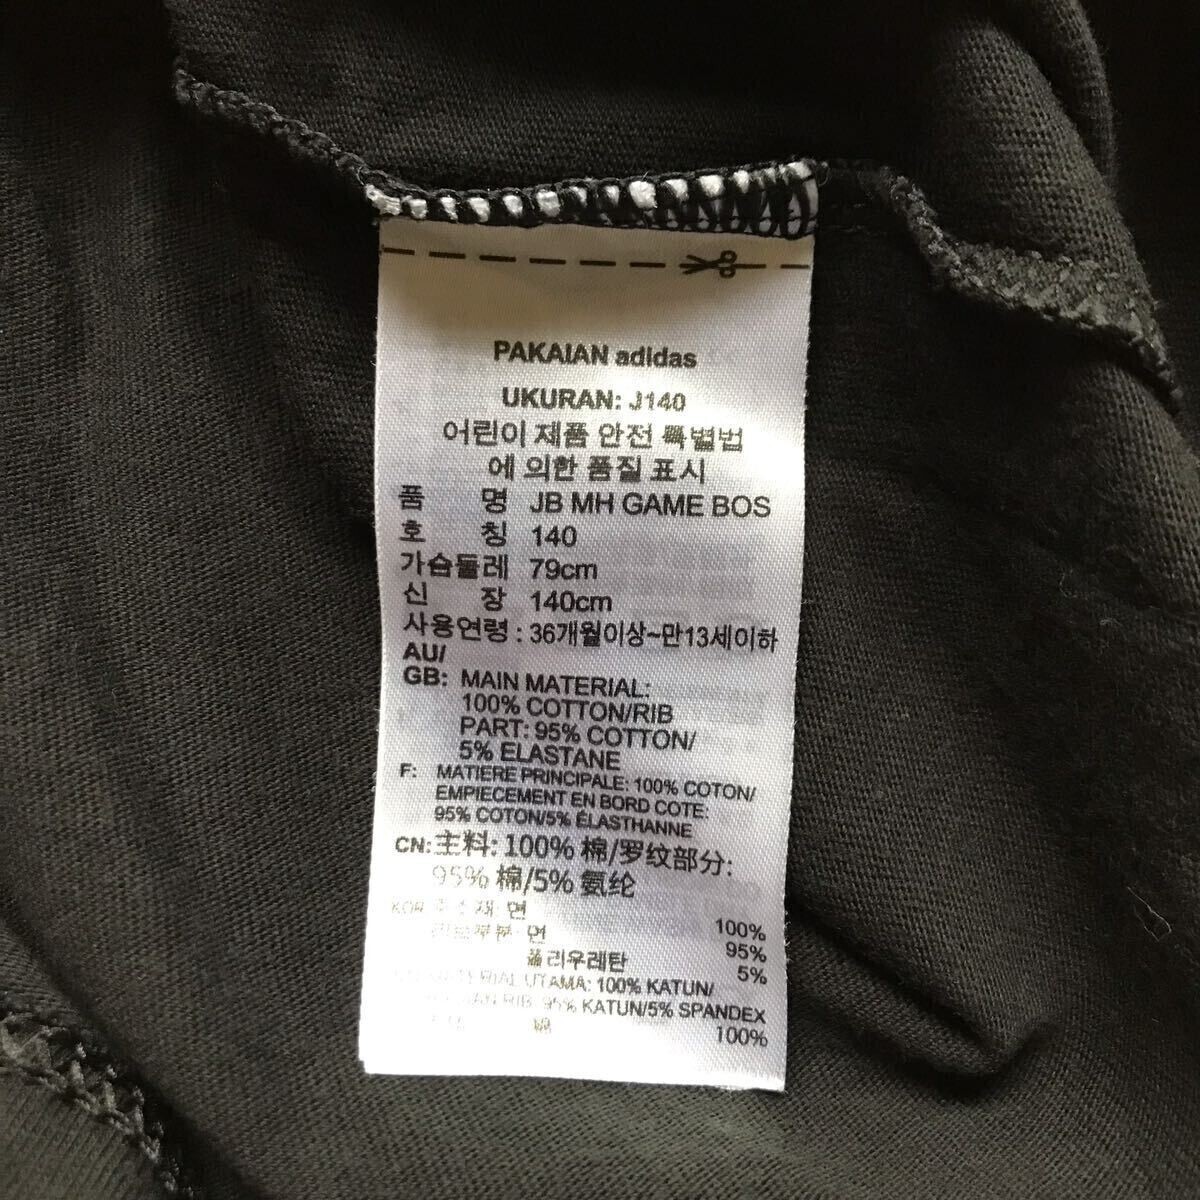 PAKAIAN adidas
UKURAN: J140
어린이 제품 안전 특별법
에 의한 품질 표시
품 명 JB MH GAME BOS
호 칭 140
가슴둘레 79cm
신 장 140cm
사용연령 : 36개월이상~만13세이하
AU/
GB: MAIN MATERIAL:
100% COTTON/RIB
PART: 95% COTTON/
5% ELASTANE
F: MATIERE PRINCIPALE: 100% COTON/
EMPIECEMENT EN BORD COTE:
95% COTON/5% ÉLASTHANNE
CN: 主料: 100% 棉/罗纹部分:
95% 棉/5% 氨纶
KOR 면 100%
면 95%
폴리우레탄 5%
UTAMA: 100% KATUN/
RIB: 95% KATUN/5% SPANDEX
100%